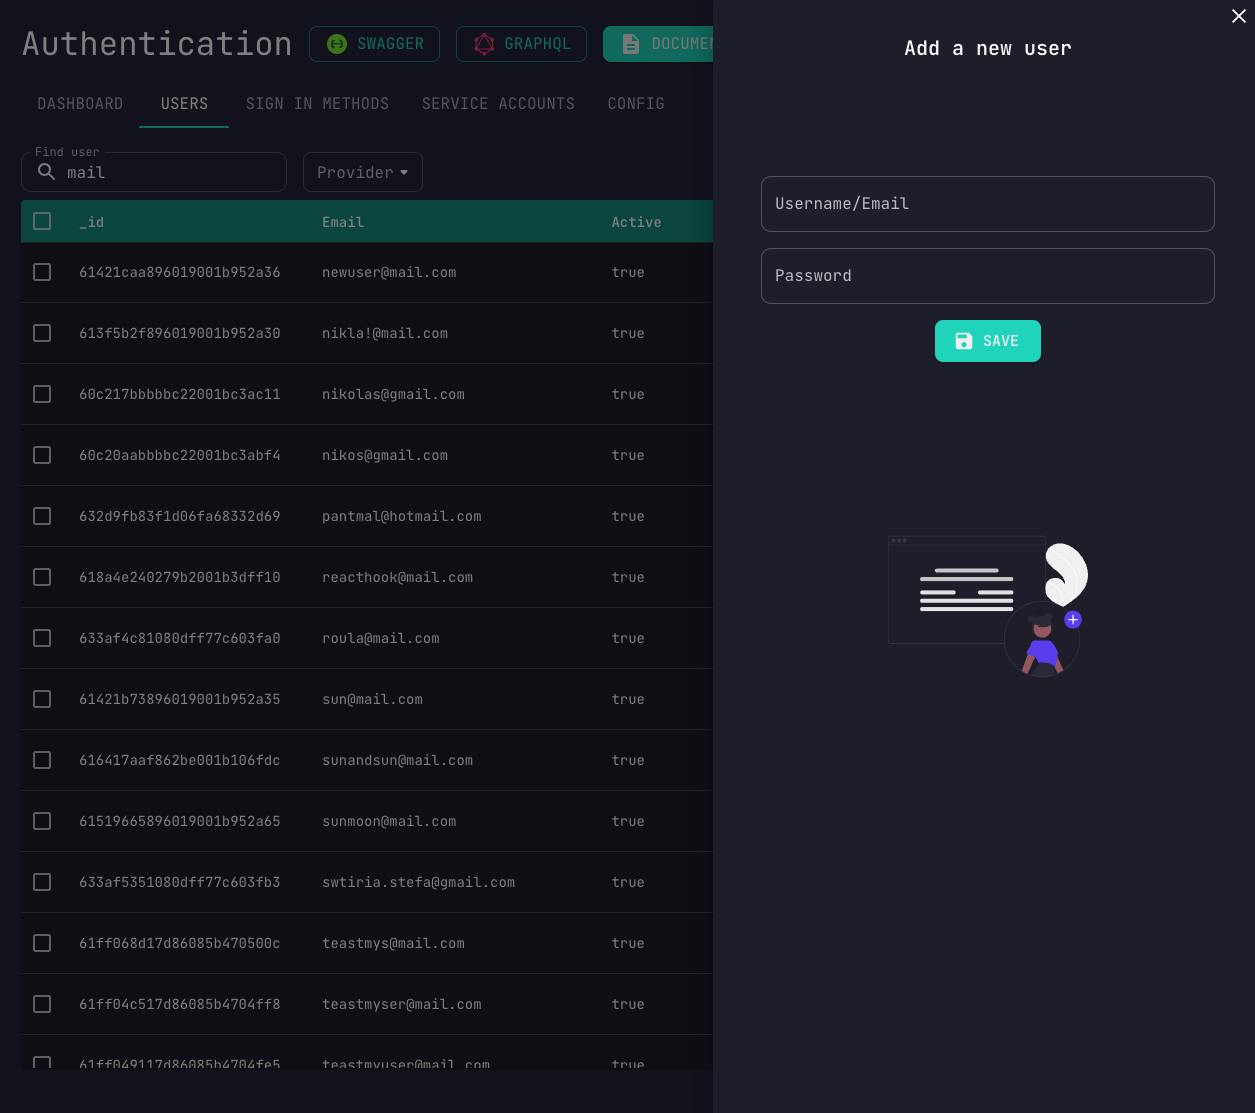 Authentication
SWAGGER
GRAPHQL
DASHBOARD
USERS
SIGN IN METHODS
SERVICE ACCOUNTS
CONFIG
Find user
mail
Provider
_id Email Active
61421caa896019001b952a36 newuser@mail.com true
613f5b2f896019001b952a30 nikla!@mail.com true
60c217bbbbbc22001bc3ac11 nikolas@gmail.com true
60c20aabbbbc22001bc3abf4 nikos@gmail.com true
632d9fb83f1d06fa68332d69 pantmal@hotmail.com true
618a4e240279b2001b3dff10 reacthook@mail.com true
633af4c81080dff77c603fa0 roula@mail.com true
61421b73896019001b952a35 sun@mail.com true
616417aaf862be001b106fdc sunandsun@mail.com true
61519665896019001b952a65 sunmoon@mail.com true
633af5351080dff77c603fb3 swtiria.stefa@gmail.com true
61ff068d17d86085b470500c teastmys@mail.com true
61ff04c517d86085b4704ff8 teastmyser@mail.com true
61ff049117d86085b4704fe5 teastmyuser@mail.com true
Add a new user
Username/Email
Password
SAVE